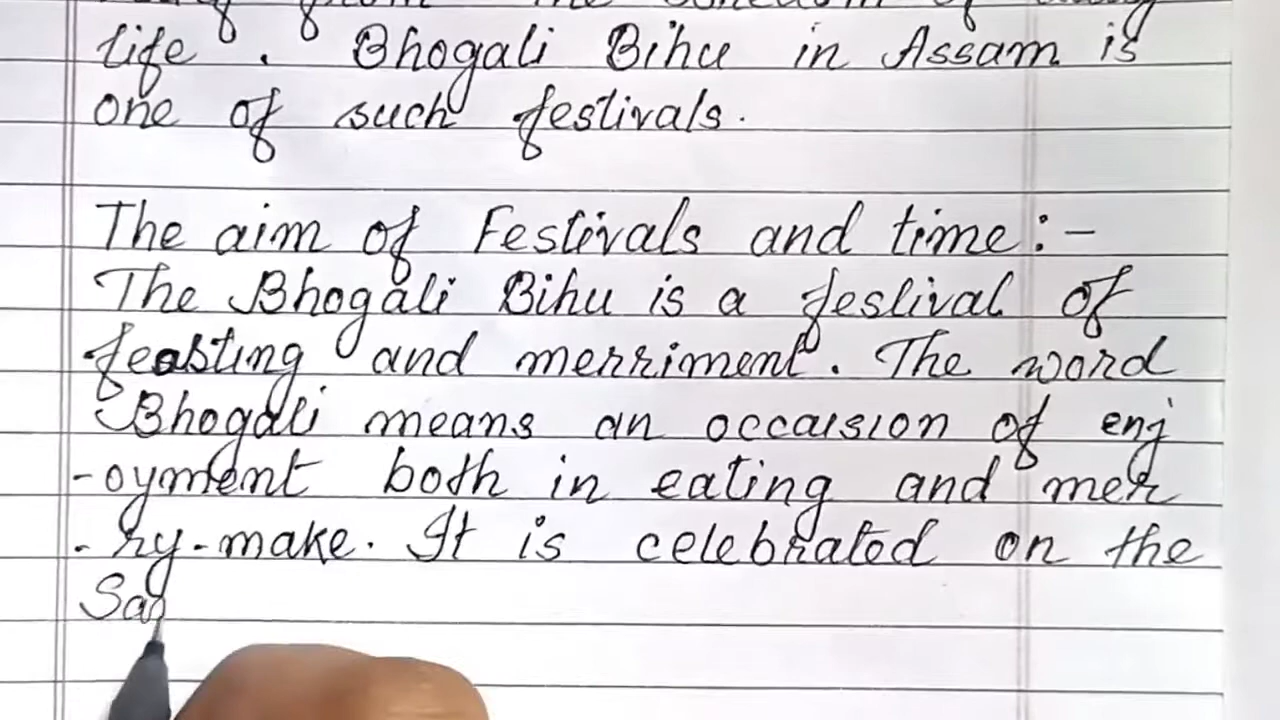 life. Bhogali Bihu in Assam is
one of such festivals.
The aim of Festivals and time:-
The Bhogali Bihu is a feslival of
feasting and merriment. The word
Bhogali means an occaision of enj
-oyment both in eating and mer
-ry-make. It is celebrated on the